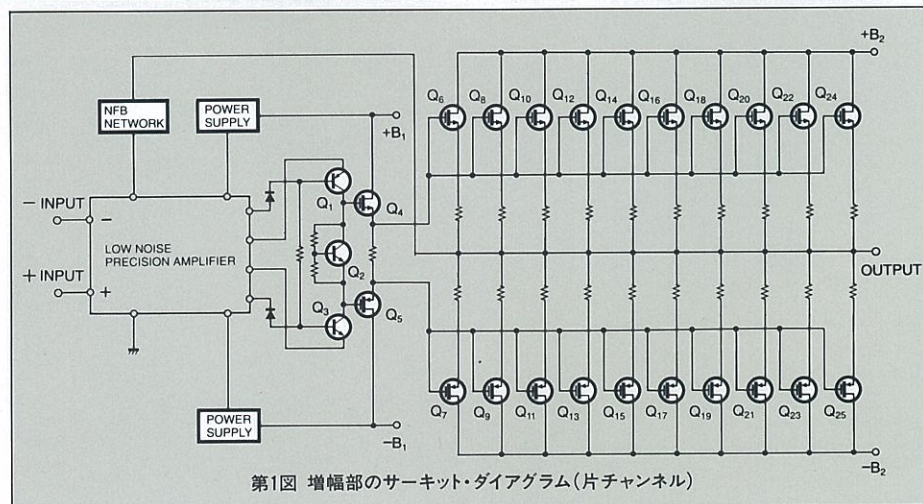 +B₂
Q₆ Q₈ Q₁₀ Q₁₂ Q₁₄ Q₁₆ Q₁₈ Q₂₀ Q₂₂ Q₂₄
NFB
NETWORK
POWER
SUPPLY
+B₁
− INPUT
−
Q₁
Q₄
LOW NOISE
PRECISION AMPLIFIER
Q₂
OUTPUT
+ INPUT
+
Q₃
Q₅
Q₇ Q₉ Q₁₁ Q₁₃ Q₁₅ Q₁₇ Q₁₉ Q₂₁ Q₂₃ Q₂₅
POWER
SUPPLY
−B₁
−B₂
第1図 増幅部のサーキット・ダイアグラム(片チャンネル)